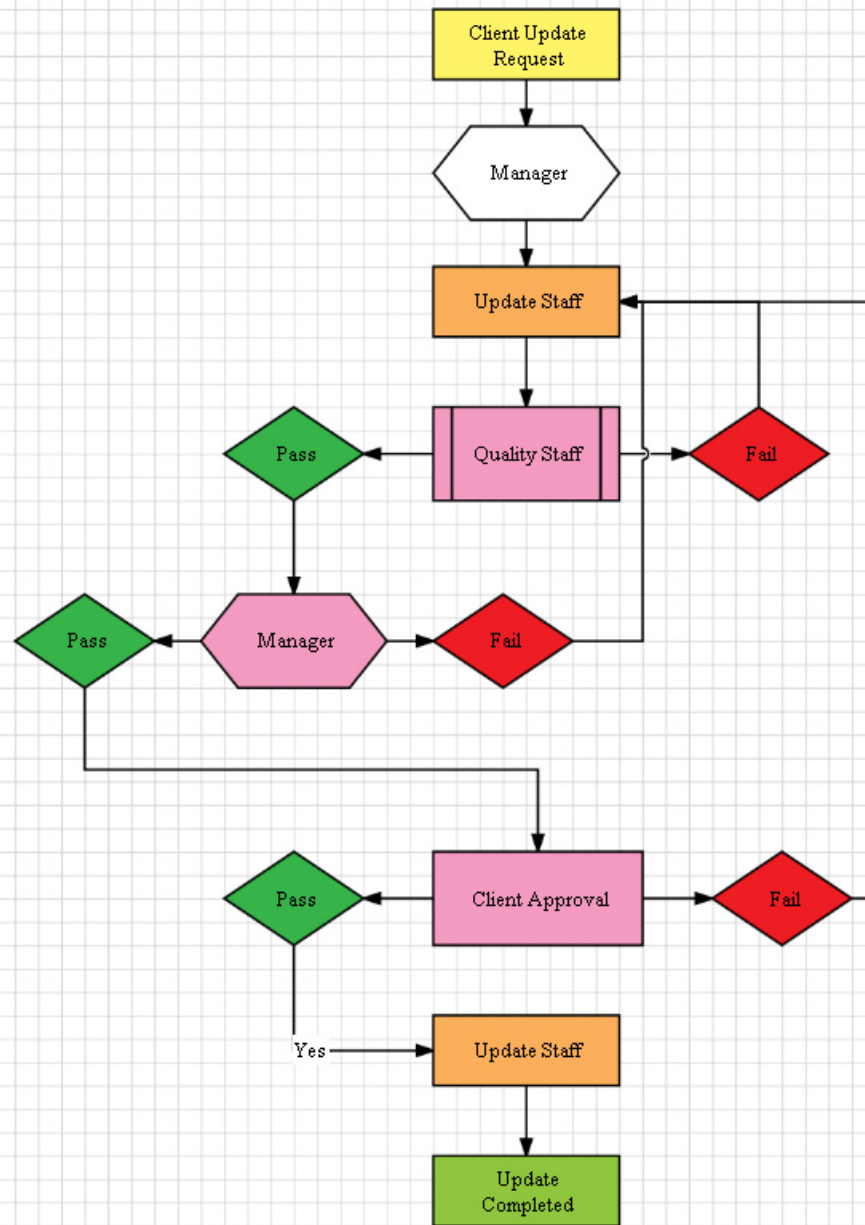 Client Update
Request
Manager
Update Staff
Pass
Quality Staff
Fail
Pass
Manager
Fail
Pass
Client Approval
Fail
Yes
Update Staff
Update
Completed